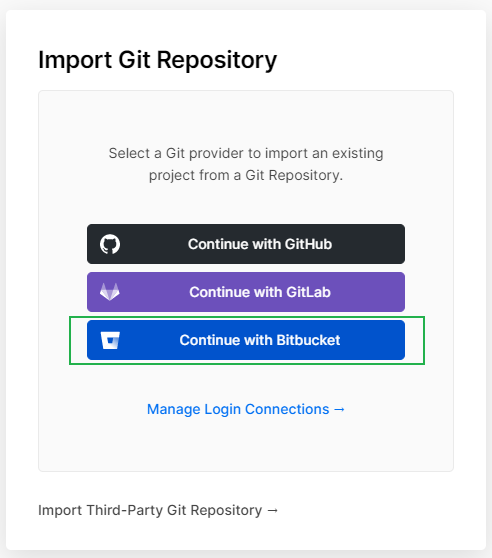 Import Git Repository
Select a Git provider to import an existing
project from a Git Repository.
Continue with GitHub
Continue with GitLab
Continue with Bitbucket
Manage Login Connections →
Import Third-Party Git Repository →